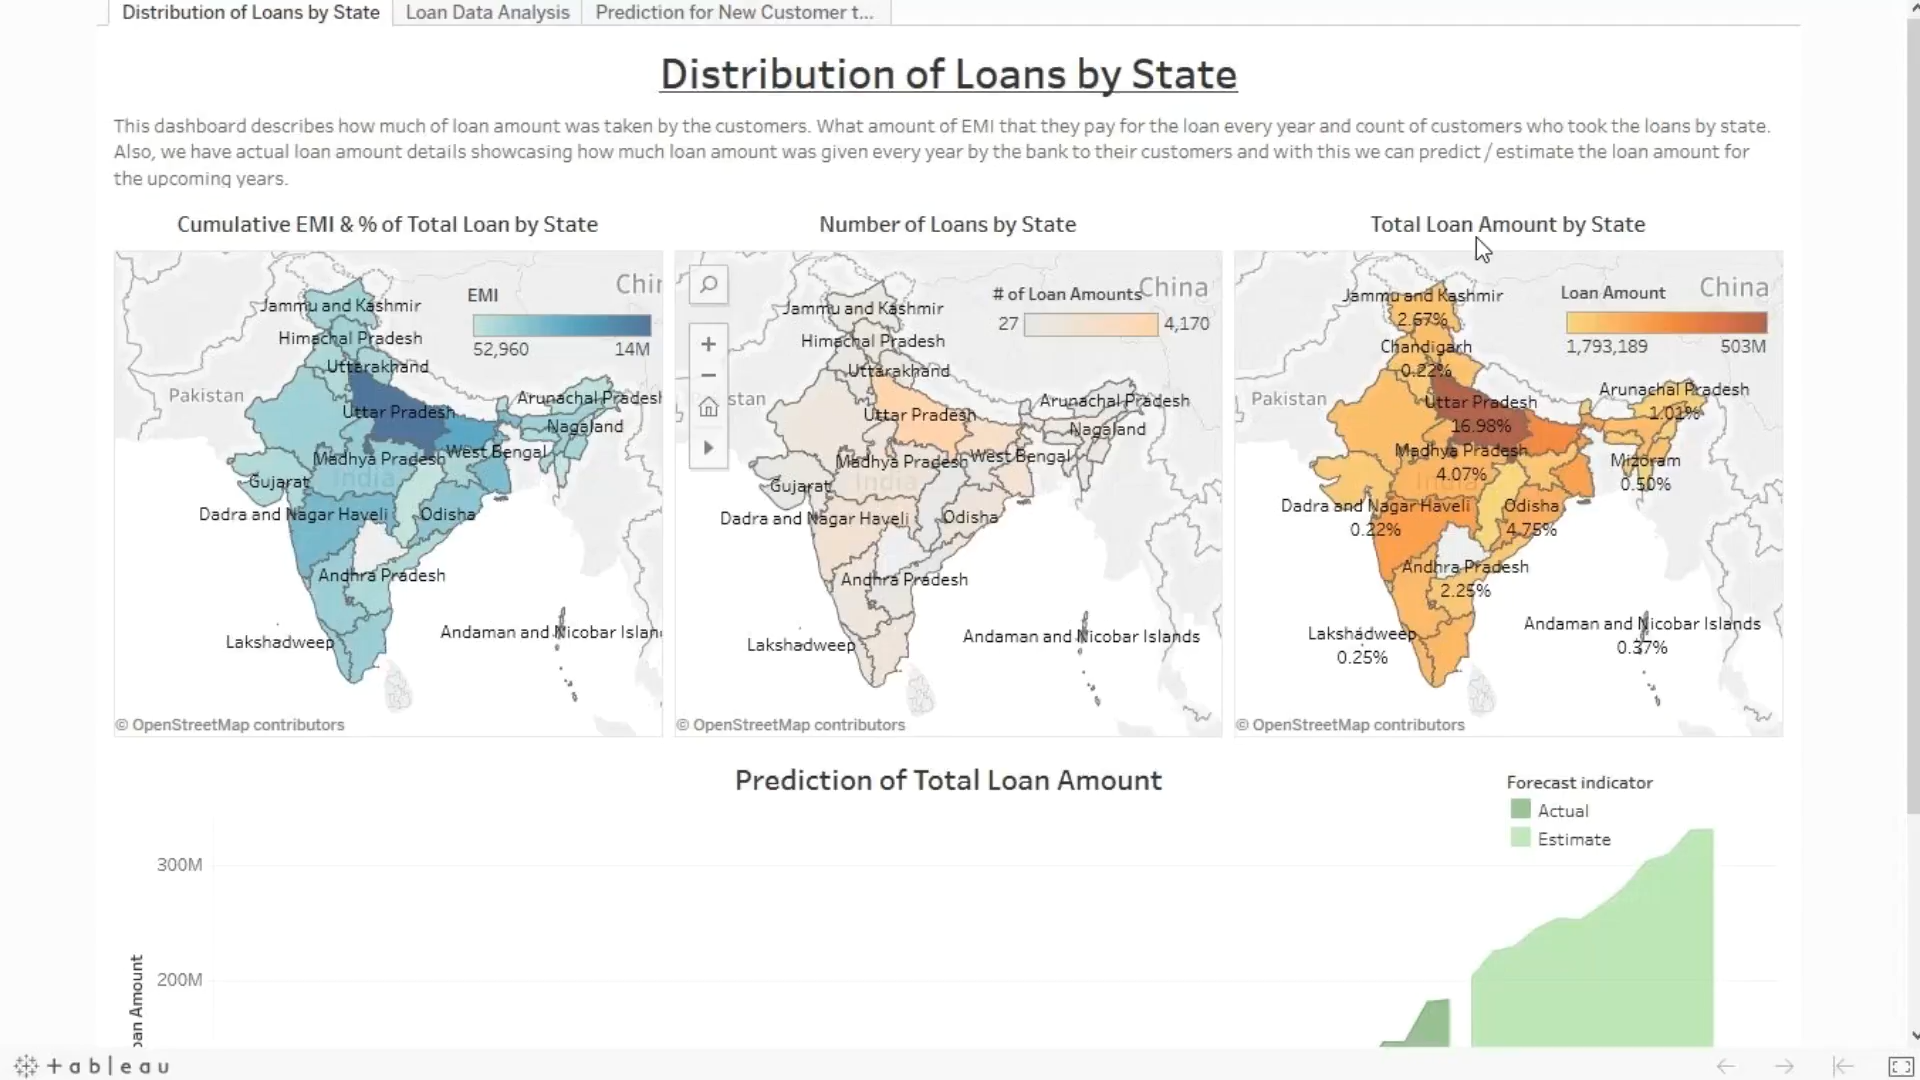 Distribution of Loans by State
Loan Data Analysis
Prediction for New Customer t...
Distribution of Loans by State
This dashboard describes how much of loan amount was taken by the customers. What amount of EMI that they pay for the loan every year and count of customers who took the loans by state.
Also, we have actual loan amount details showcasing how much loan amount was given every year by the bank to their customers and with this we can predict / estimate the loan amount for
the upcoming years.
Cumulative EMI & % of Total Loan by State
Chi
EMI
52,960
14M
Jammu and Kashmir
Himachal Pradesh
Uttarakhand
Pakistan
Arunachal Pradesh
Uttar Pradesh
Nagaland
West Bengal
Madhya Pradesh
India
Gujarat
Dadra and Nagar Haveli
Odisha
Andhra Pradesh
Andaman and Nicobar Islan
Lakshadweep
© OpenStreetMap contributors
Number of Loans by State
China
# of Loan Amounts
27
4,170
Jammu and Kashmir
Himachal Pradesh
Uttarakhand
stan
Arunachal Pradesh
Uttar Pradesh
Nagaland
West Bengal
Madhya Pradesh
India
Gujarat
Dadra and Nagar Haveli
Odisha
Andhra Pradesh
Andaman and Nicobar Islands
Lakshadweep
© OpenStreetMap contributors
Total Loan Amount by State
China
Loan Amount
1,793,189
503M
Jammu and Kashmir
2.67%
Chandigarh
0.22%
Pakistan
Arunachal Pradesh
1.01%
Uttar Pradesh
16.98%
Madhya Pradesh
4.07%
India
Mizoram
0.50%
Dadra and Nagar Haveli
0.22%
Odisha
4.75%
Andhra Pradesh
2.25%
Andaman and Nicobar Islands
0.37%
Lakshadweep
0.25%
© OpenStreetMap contributors
Prediction of Total Loan Amount
Forecast indicator
Actual
Estimate
300M
200M
oan Amount
+ a b | e a u